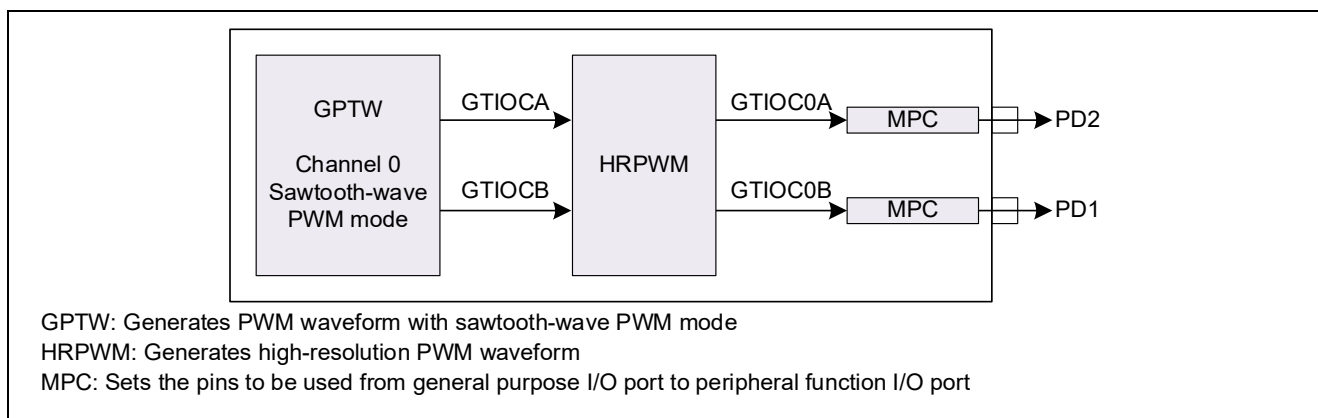 GPTW
Channel 0
Sawtooth-wave
PWM mode
GTIOCA
GTIOCB
HRPWM
GTIOC0A
GTIOC0B
MPC
MPC
PD2
PD1
GPTW: Generates PWM waveform with sawtooth-wave PWM mode
HRPWM: Generates high-resolution PWM waveform
MPC: Sets the pins to be used from general purpose I/O port to peripheral function I/O port